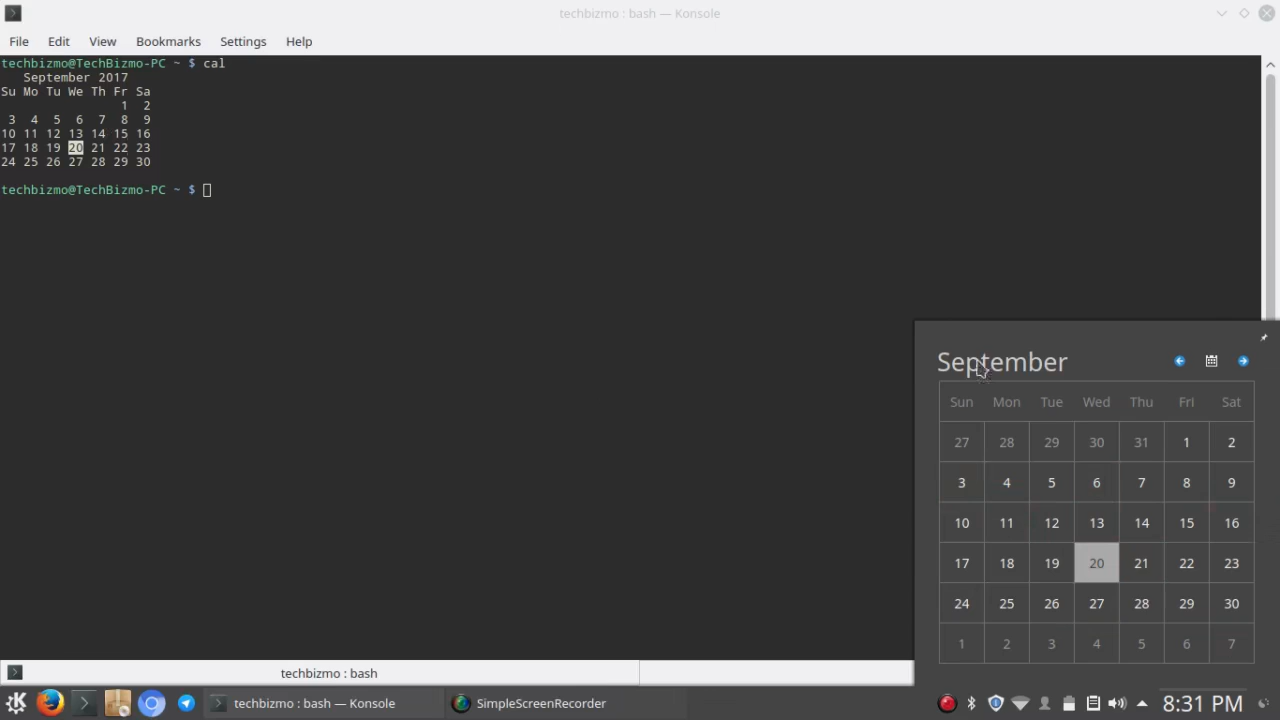 techbizmo : bash — Konsole
File Edit View Bookmarks Settings Help
techbizmo@TechBizmo-PC ~ $ cal
   September 2017
Su Mo Tu We Th Fr Sa
                1  2
 3  4  5  6  7  8  9
10 11 12 13 14 15 16
17 18 19 20 21 22 23
24 25 26 27 28 29 30
techbizmo@TechBizmo-PC ~ $
September
Sun Mon Tue Wed Thu Fri Sat
27 28 29 30 31 1 2
3 4 5 6 7 8 9
10 11 12 13 14 15 16
17 18 19 20 21 22 23
24 25 26 27 28 29 30
1 2 3 4 5 6 7
techbizmo : bash
techbizmo : bash — Konsole SimpleScreenRecorder 8:31 PM